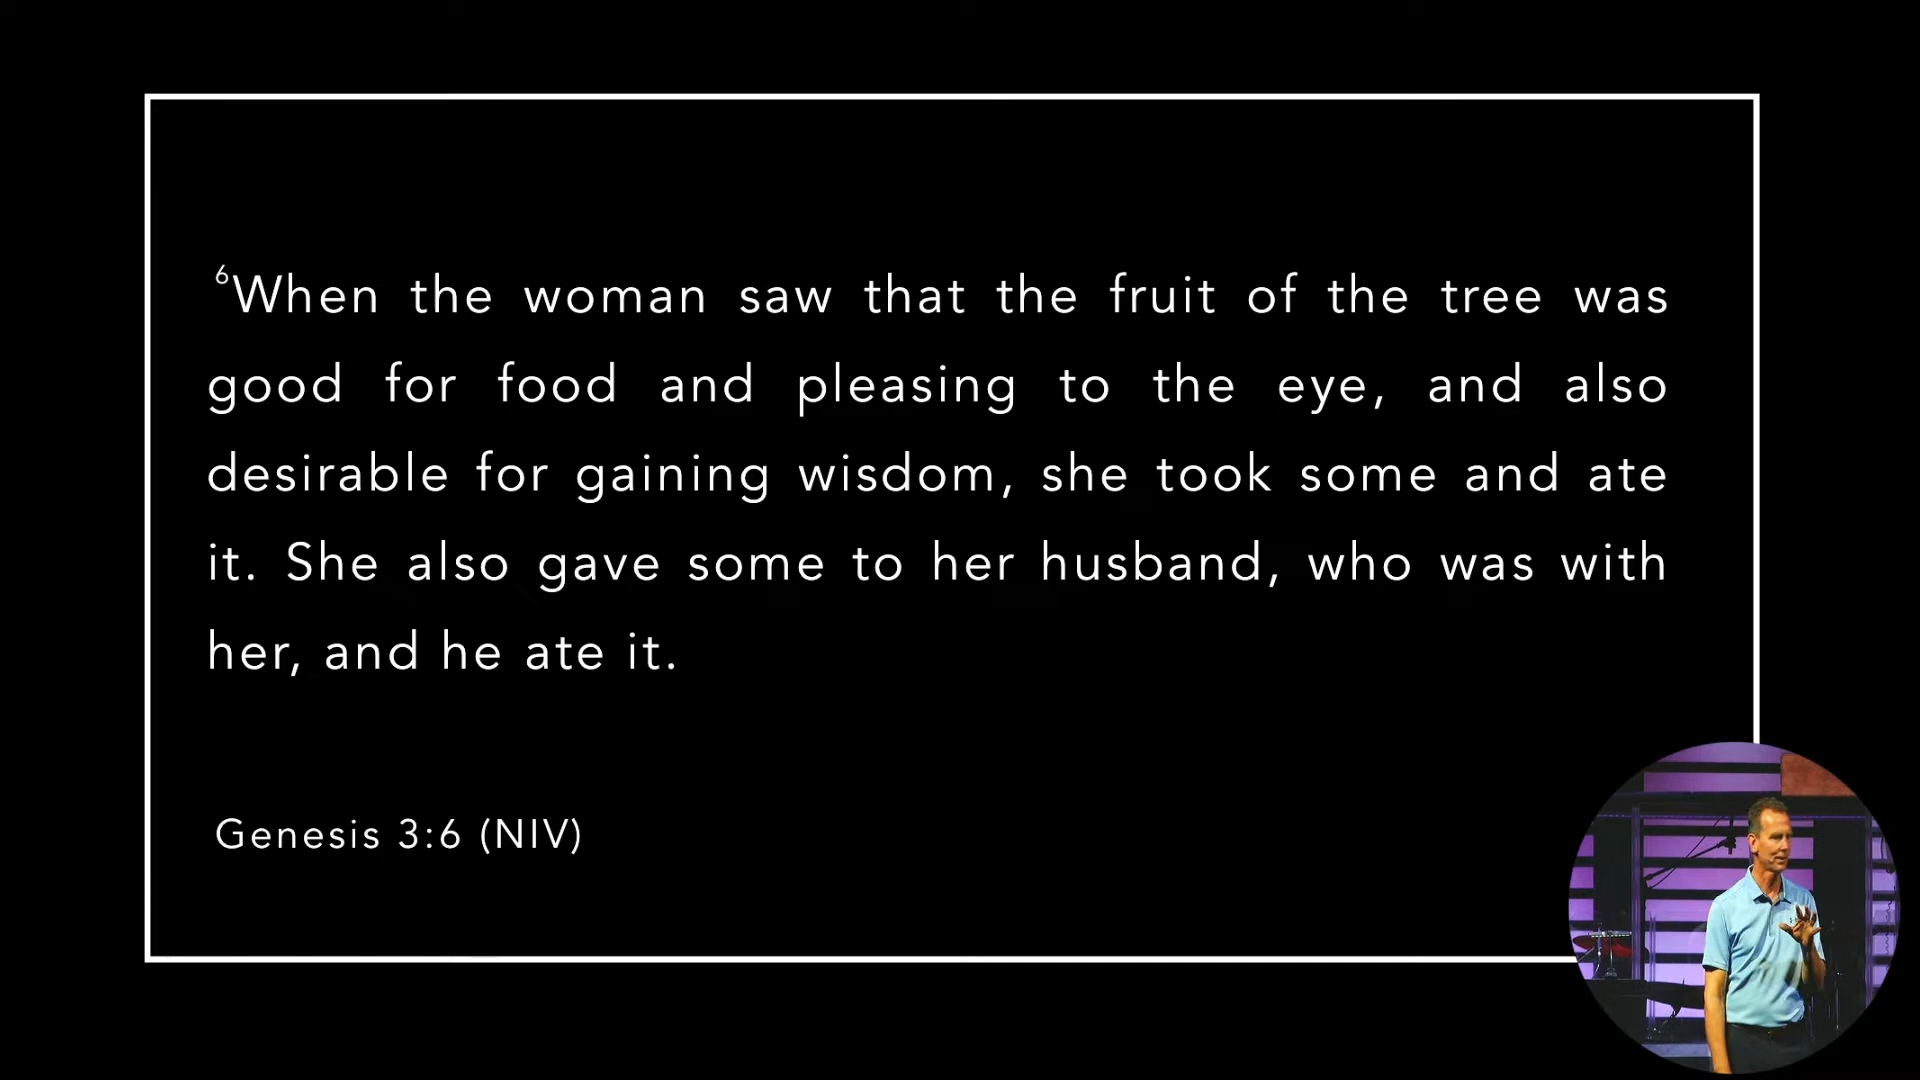 ⁶When the woman saw that the fruit of the tree was
good for food and pleasing to the eye, and also
desirable for gaining wisdom, she took some and ate
it. She also gave some to her husband, who was with
her, and he ate it.
Genesis 3:6 (NIV)